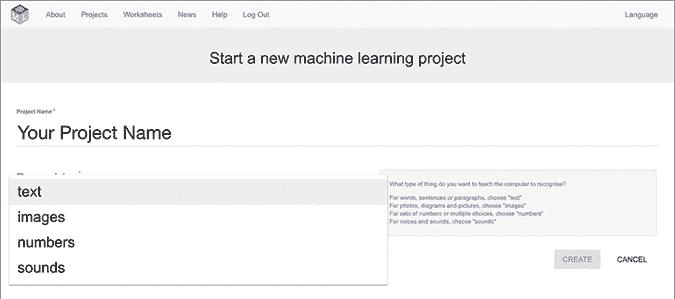 About Projects Worksheets News Help Log Out Language
Start a new machine learning project
Project Name *
Your Project Name
text
images
numbers
sounds
What type of thing do you want to teach the computer to recognise?
For words, sentences or paragraphs, choose "text"
For photos, diagrams and pictures, choose "images"
For sets of numbers or multiple choices, choose "numbers"
For voices and sounds, choose "sounds"
CREATE CANCEL